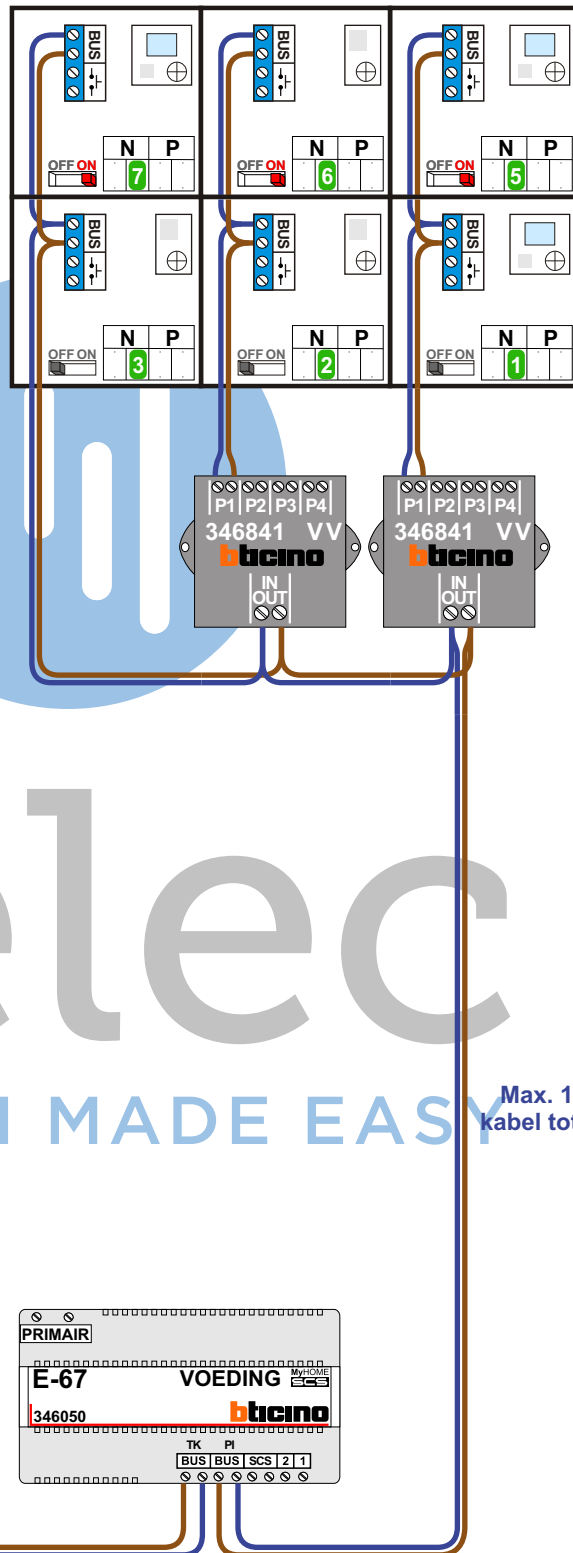 BUS BUS BUS
N P N P N P
OFF ON 7 OFF ON 6 OFF ON 5
BUS BUS BUS
N P N P N P
OFF ON 3 OFF ON 2 OFF ON 1
P1 P2 P3 P4 P1 P2 P3 P4
346841 VV 346841 VV
bticino bticino
IN IN
OUT OUT
elec
MADE EASY
Max. 1
kabel tot
PRIMAIR
E-67 VOEDING MyHOME
SCS
346050 bticino
TK PI
BUS BUS SCS 2 1